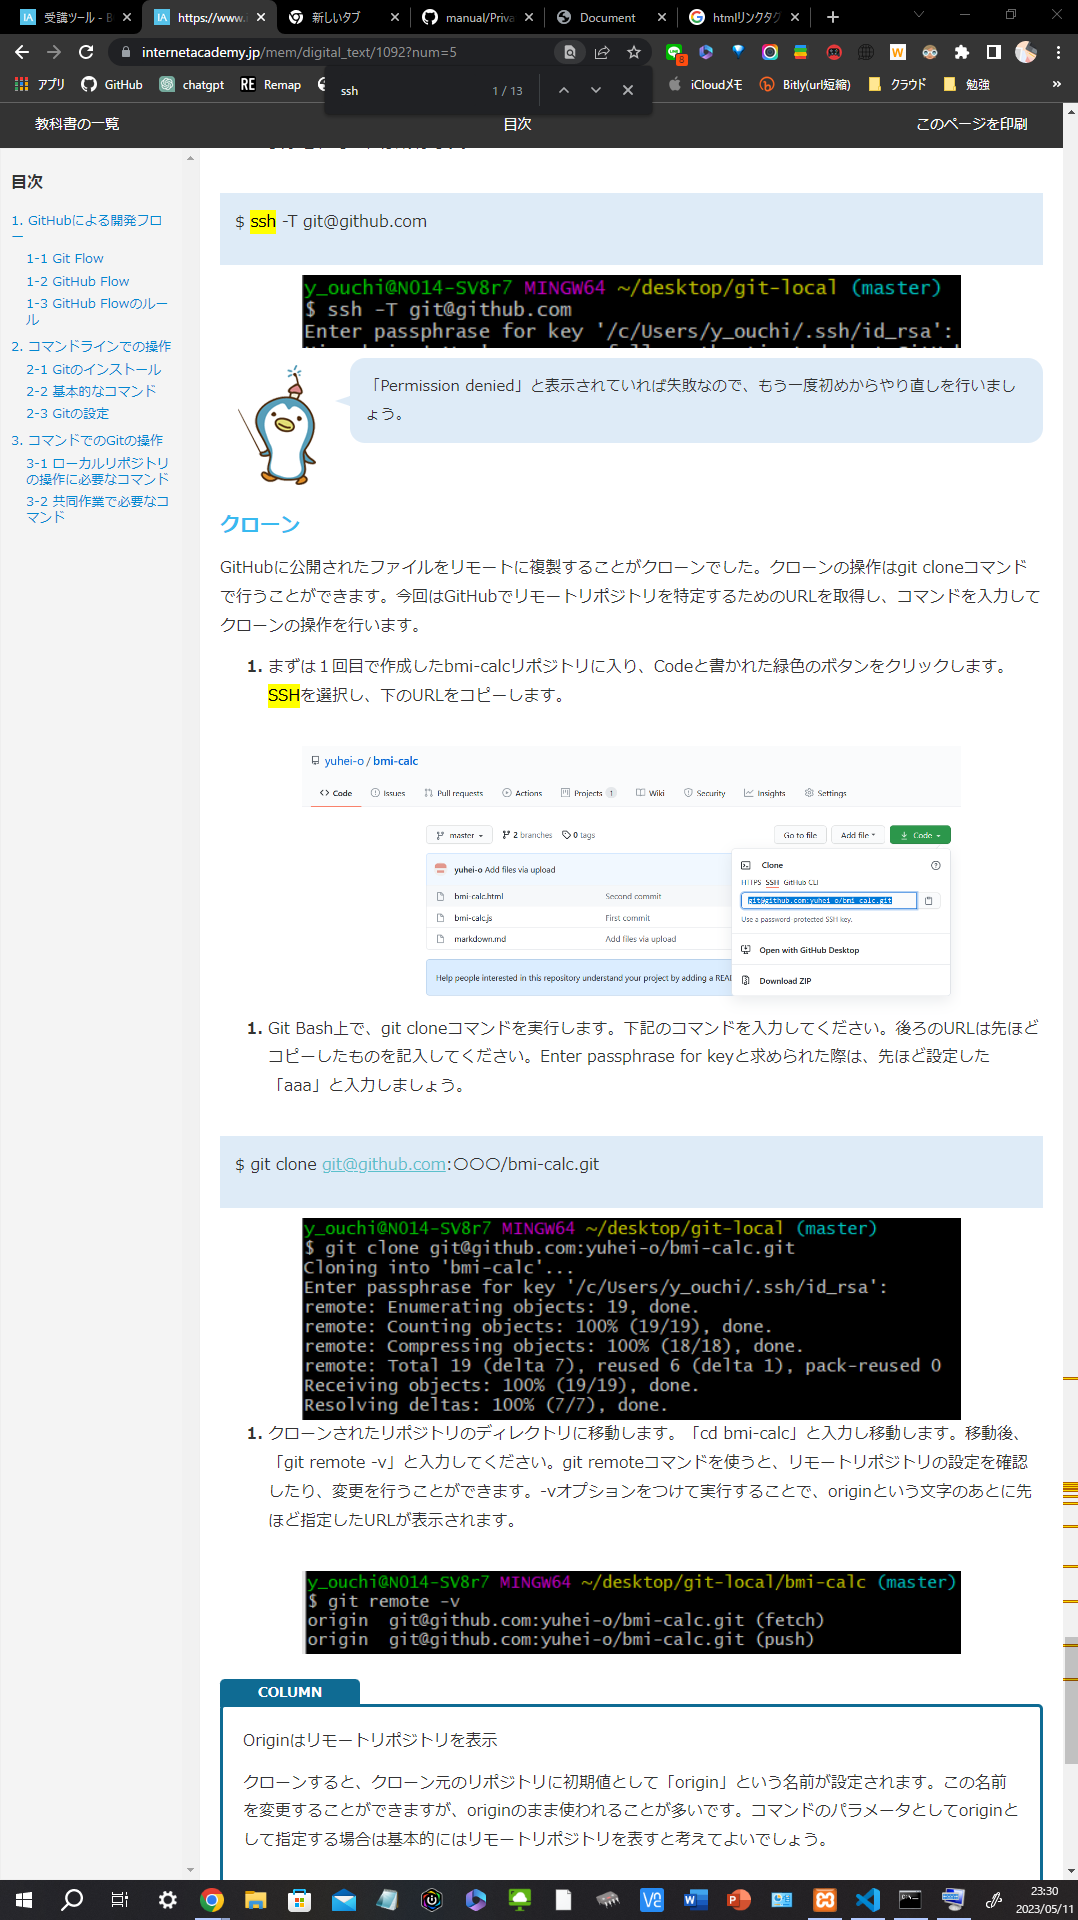 受講ツール - B
https://www.i
新しいタブ
manual/Priva
Document
htmlリンクタグ
internetacademy.jp/mem/digital_text/1092?num=5
アプリ
GitHub
chatgpt
Remap
iCloudメモ
Bitly(url短縮)
クラウド
勉強
ssh
1 / 13
教科書の一覧
目次
このページを印刷
目次
1. GitHubによる開発フロ
ー
1-1 Git Flow
1-2 GitHub Flow
1-3 GitHub Flowのルー
ル
2. コマンドラインでの操作
2-1 Gitのインストール
2-2 基本的なコマンド
2-3 Gitの設定
3. コマンドでのGitの操作
3-1 ローカルリポジトリ
の操作に必要なコマンド
3-2 共同作業で必要なコ
マンド
$ ssh -T git@github.com
y_ouchi@NO14-SV8r7 MINGW64 ~/desktop/git-local (master)
$ ssh -T git@github.com
Enter passphrase for key '/c/Users/y_ouchi/.ssh/id_rsa':
「Permission denied」と表示されていれば失敗なので、もう一度初めからやり直しを行いまし
ょう。
クローン
GitHubに公開されたファイルをリモートに複製することがクローンでした。クローンの操作はgit cloneコマンド
で行うことができます。今回はGitHubでリモートリポジトリを特定するためのURLを取得し、コマンドを入力して
クローンの操作を行います。
1. まずは１回目で作成したbmi-calcリポジトリに入り、Codeと書かれた緑色のボタンをクリックします。
SSHを選択し、下のURLをコピーします。
yuhei-o / bmi-calc
Code
Issues
Pull requests
Actions
Projects 1
Wiki
Security
Insights
Settings
master
2 branches
0 tags
Go to file
Add file
Code
yuhei-o Add files via upload
bmi-calc.html
Second commit
bmi-calc.js
First commit
markdown.md
Add files via upload
Help people interested in this repository understand your project by adding a REA
Clone
HTTPS SSH GitHub CLI
git@github.com:yuhei-o/bmi-calc.git
Use a password-protected SSH key.
Open with GitHub Desktop
Download ZIP
1. Git Bash上で、git cloneコマンドを実行します。下記のコマンドを入力してください。後ろのURLは先ほど
コピーしたものを記入してください。Enter passphrase for keyと求められた際は、先ほど設定した
「aaa」と入力しましょう。
$ git clone git@github.com:〇〇〇/bmi-calc.git
y_ouchi@NO14-SV8r7 MINGW64 ~/desktop/git-local (master)
$ git clone git@github.com:yuhei-o/bmi-calc.git
Cloning into 'bmi-calc'...
Enter passphrase for key '/c/Users/y_ouchi/.ssh/id_rsa':
remote: Enumerating objects: 19, done.
remote: Counting objects: 100% (19/19), done.
remote: Compressing objects: 100% (18/18), done.
remote: Total 19 (delta 7), reused 6 (delta 1), pack-reused 0
Receiving objects: 100% (19/19), done.
Resolving deltas: 100% (7/7), done.
1. クローンされたリポジトリのディレクトリに移動します。「cd bmi-calc」と入力し移動します。移動後、
「git remote -v」と入力してください。git remoteコマンドを使うと、リモートリポジトリの設定を確認
したり、変更を行うことができます。-vオプションをつけて実行することで、originという文字のあとに先
ほど指定したURLが表示されます。
y_ouchi@NO14-SV8r7 MINGW64 ~/desktop/git-local/bmi-calc (master)
$ git remote -v
origin  git@github.com:yuhei-o/bmi-calc.git (fetch)
origin  git@github.com:yuhei-o/bmi-calc.git (push)
COLUMN
Originはリモートリポジトリを表示
クローンすると、クローン元のリポジトリに初期値として「origin」という名前が設定されます。この名前
を変更することができますが、originのまま使われることが多いです。コマンドのパラメータとしてoriginと
して指定する場合は基本的にはリモートリポジトリを表すと考えてよいでしょう。
23:30
2023/05/11